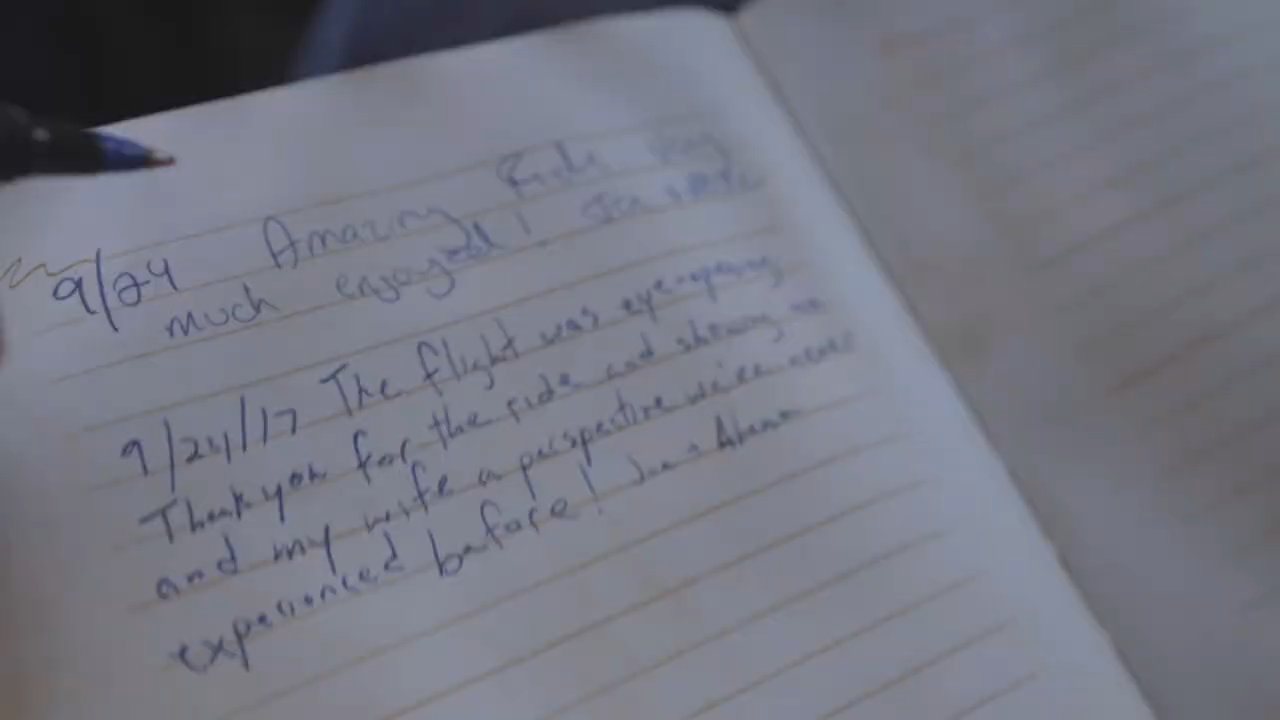 9/24 Amazing Ride
much enjoyed!
9/24/17 The flight was eye-opening
Thank you for the ride and showing me
and my wife a perspective we've never
experienced before!